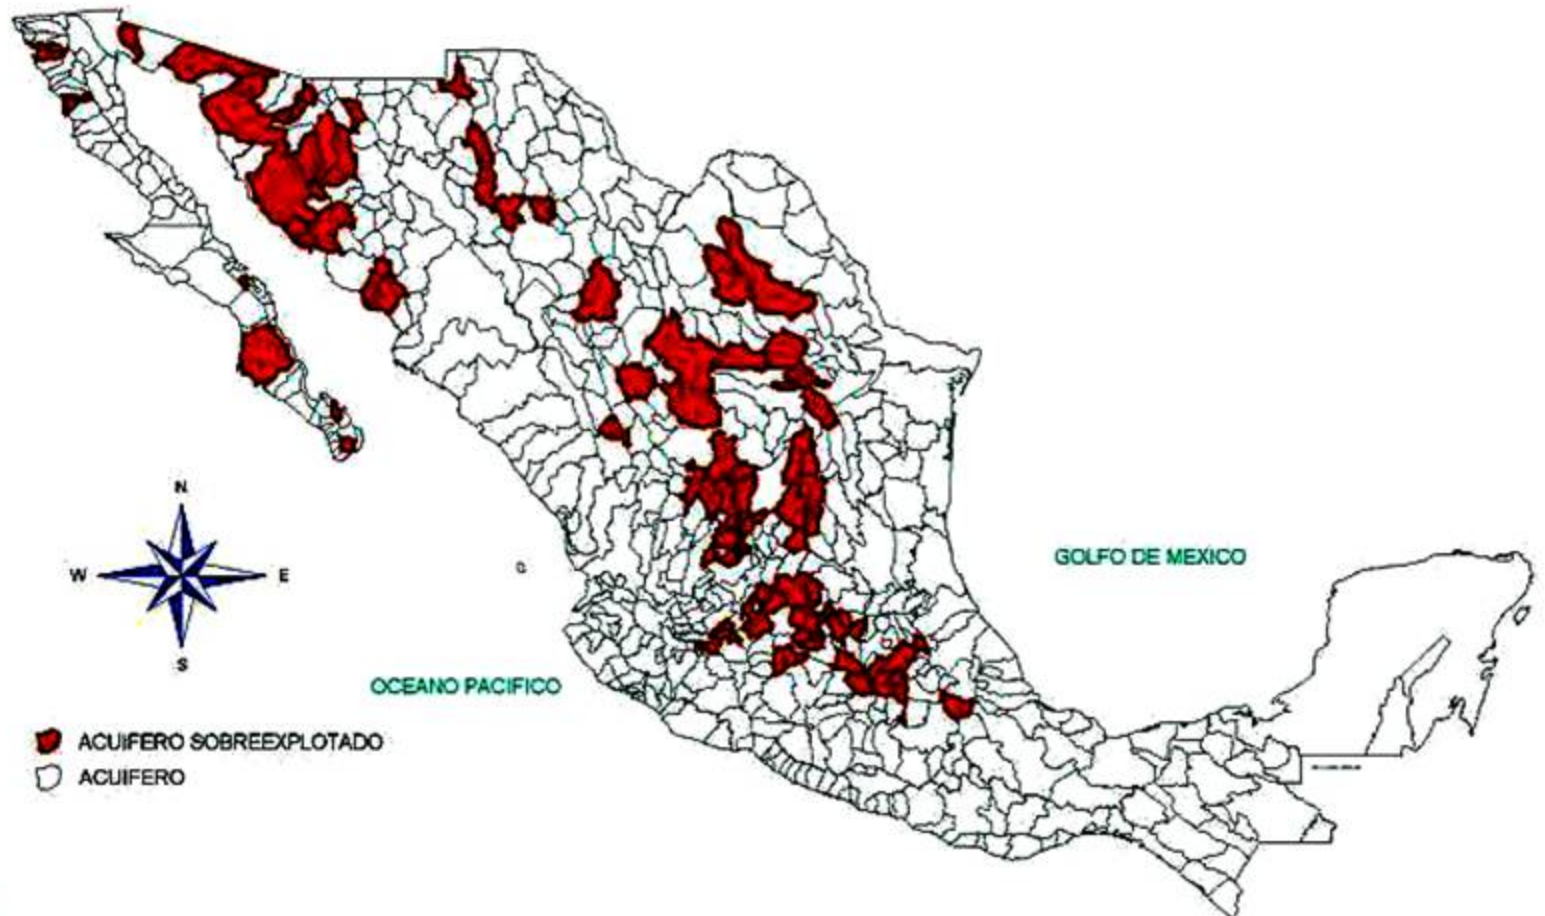 N
W
E
S
GOLFO DE MEXICO
OCEANO PACIFICO
ACUIFERO SOBREEXPLOTADO
ACUIFERO